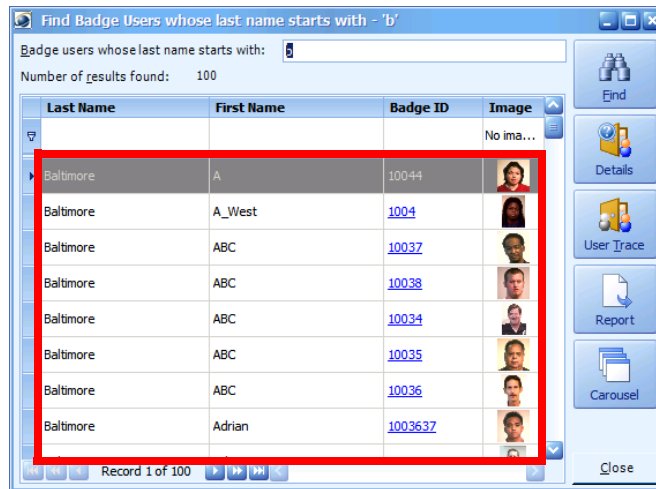 Find Badge Users whose last name starts with - 'b'
Badge users whose last name starts with: b
Number of results found: 100
Last Name First Name Badge ID Image
No ima...
Baltimore A 10044
Baltimore A_West 1004
Baltimore ABC 10037
Baltimore ABC 10038
Baltimore ABC 10034
Baltimore ABC 10035
Baltimore ABC 10036
Baltimore Adrian 1003637
Record 1 of 100
Find
Details
User Trace
Report
Carousel
Close